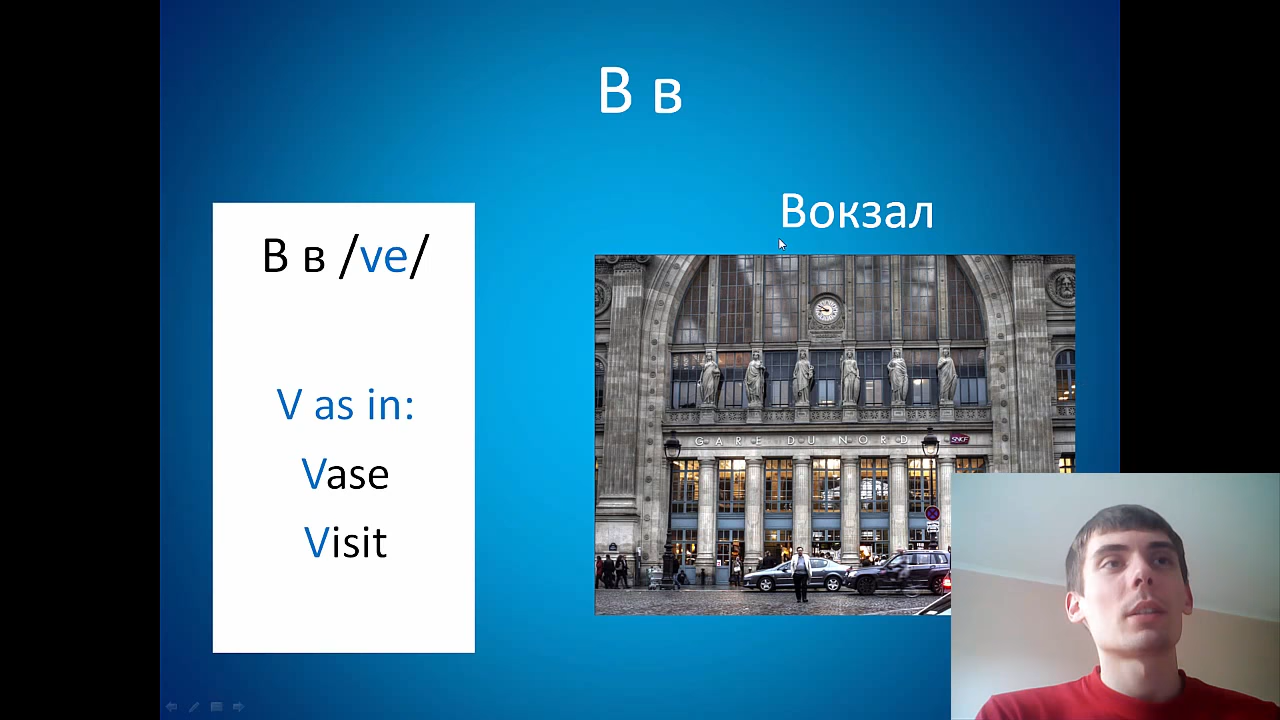 В в
Вокзал
В в /ve/
V as in:
Vase
Visit
GARE DU NORD
SNCF